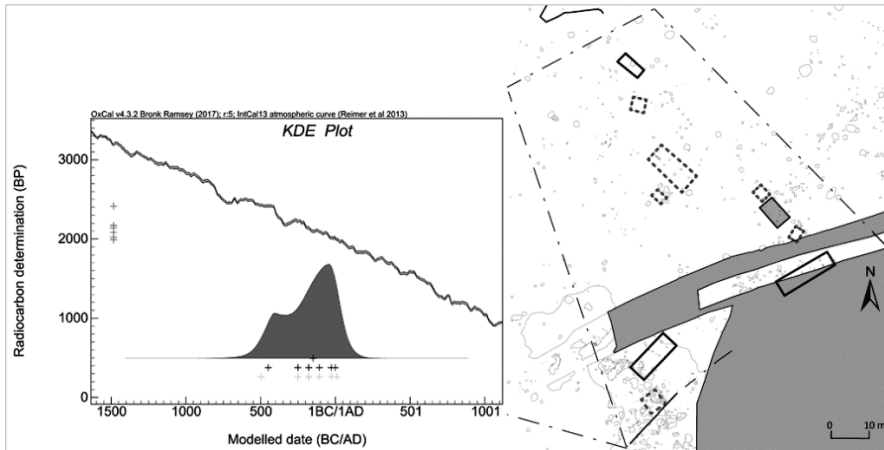 OxCal v4.3.2 Bronk Ramsey (2017); r:5; IntCal13 atmospheric curve (Reimer et al 2013)
KDE Plot
Radiocarbon determination (BP)
3000
2000
1000
0
1500 1000 500 1BC/1AD 501 1001
Modelled date (BC/AD)
N
0 10 m